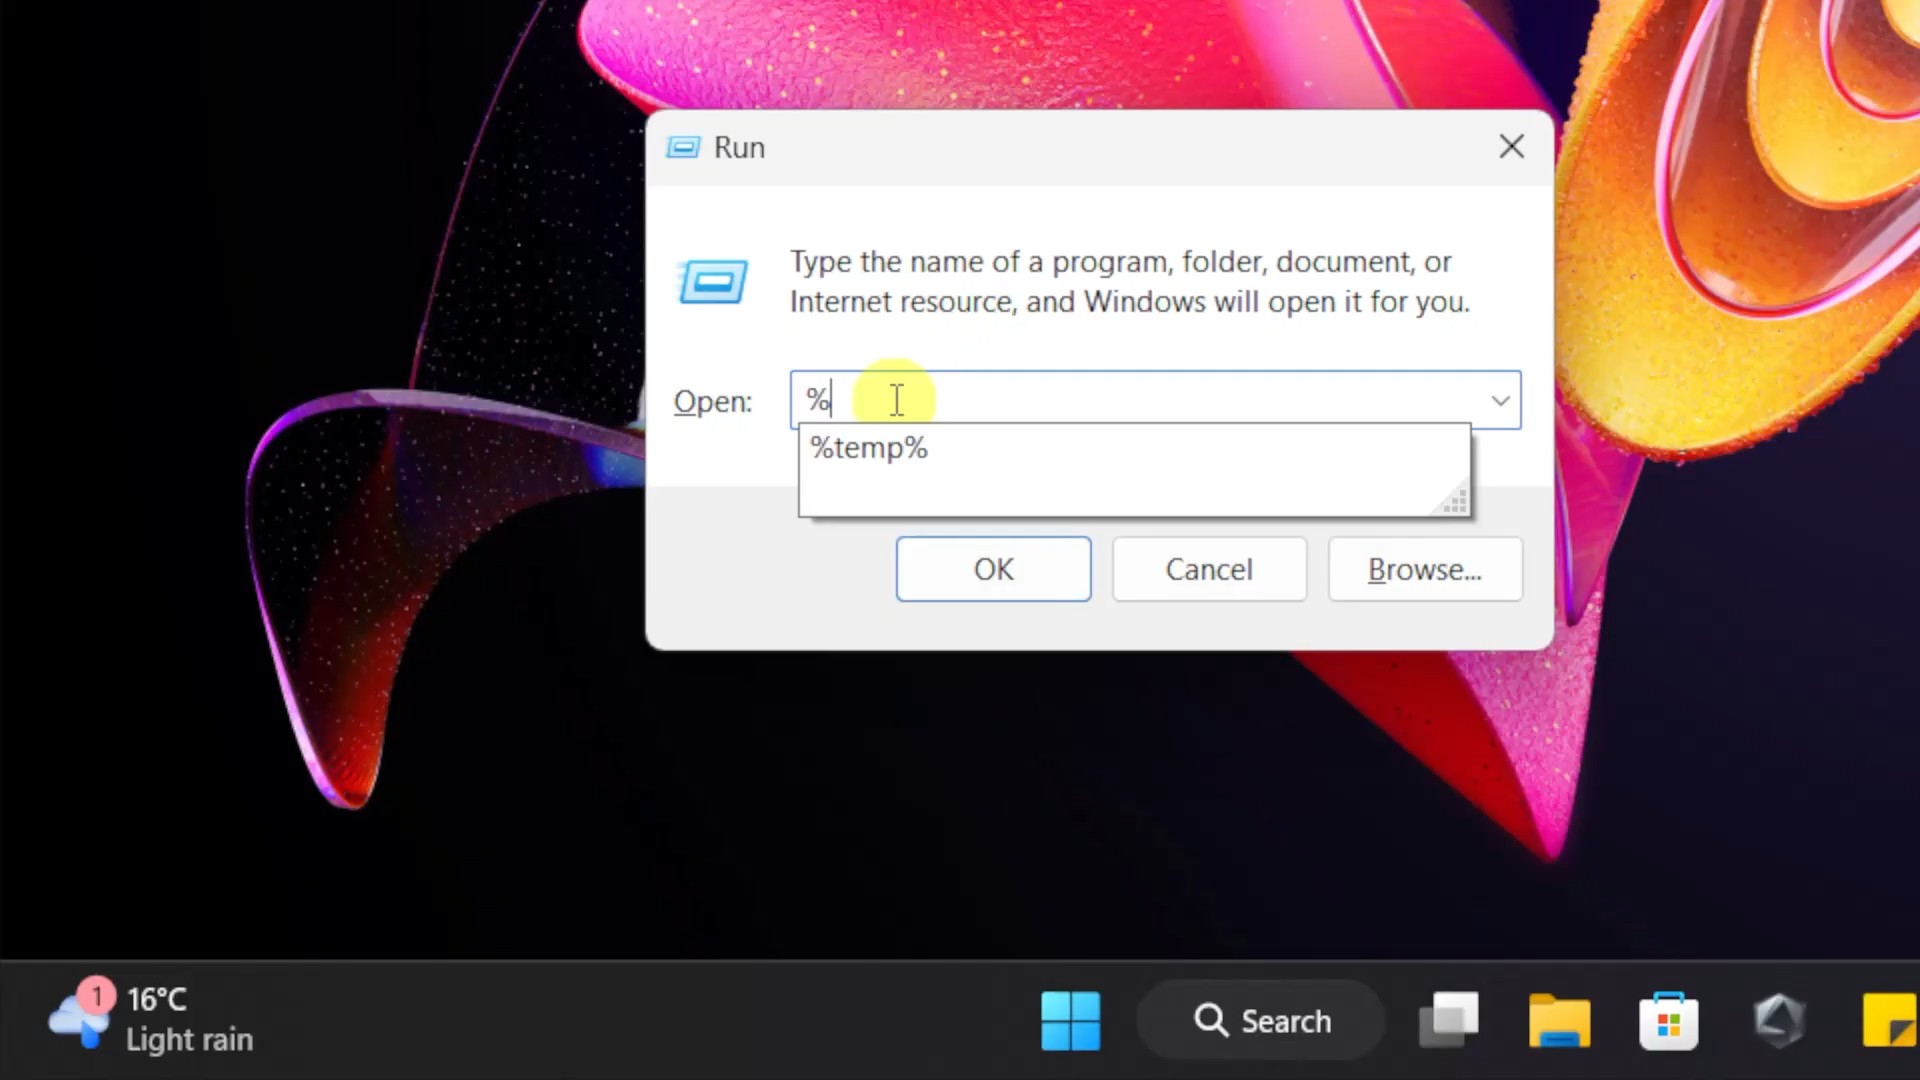 Run
Type the name of a program, folder, document, or
Internet resource, and Windows will open it for you.
Open:
%
%temp%
OK
Cancel
Browse...
1
16°C
Light rain
Search